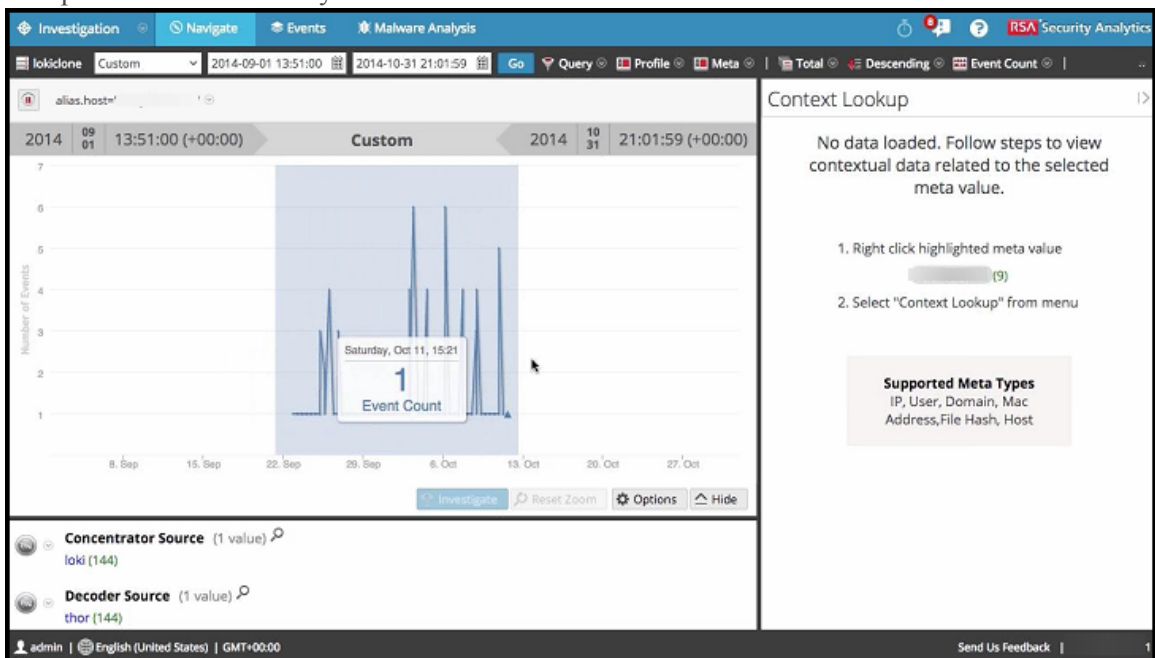 Investigation Navigate Events Malware Analysis 9 RSA Security Analytics
lokiclone Custom 2014-09-01 13:51:00 2014-10-31 21:01:59 Go Query Profile Meta | Total Descending Event Count | ..
alias.host=' '
Context Lookup
2014 09 01 13:51:00 (+00:00) Custom 2014 10 31 21:01:59 (+00:00)
No data loaded. Follow steps to view
contextual data related to the selected
meta value.
1. Right click highlighted meta value
(9)
2. Select "Context Lookup" from menu
Supported Meta Types
IP, User, Domain, Mac
Address,File Hash, Host
Number of Events
7
6
5
4
3
2
1
Saturday, Oct 11, 15:21
1
Event Count
8. Sep 15. Sep 22. Sep 29. Sep 6. Oct 13. Oct 20. Oct 27. Oct
Investigate Reset Zoom Options Hide
Concentrator Source (1 value)
loki (144)
Decoder Source (1 value)
thor (144)
admin | English (United States) | GMT+00:00 Send Us Feedback | 1